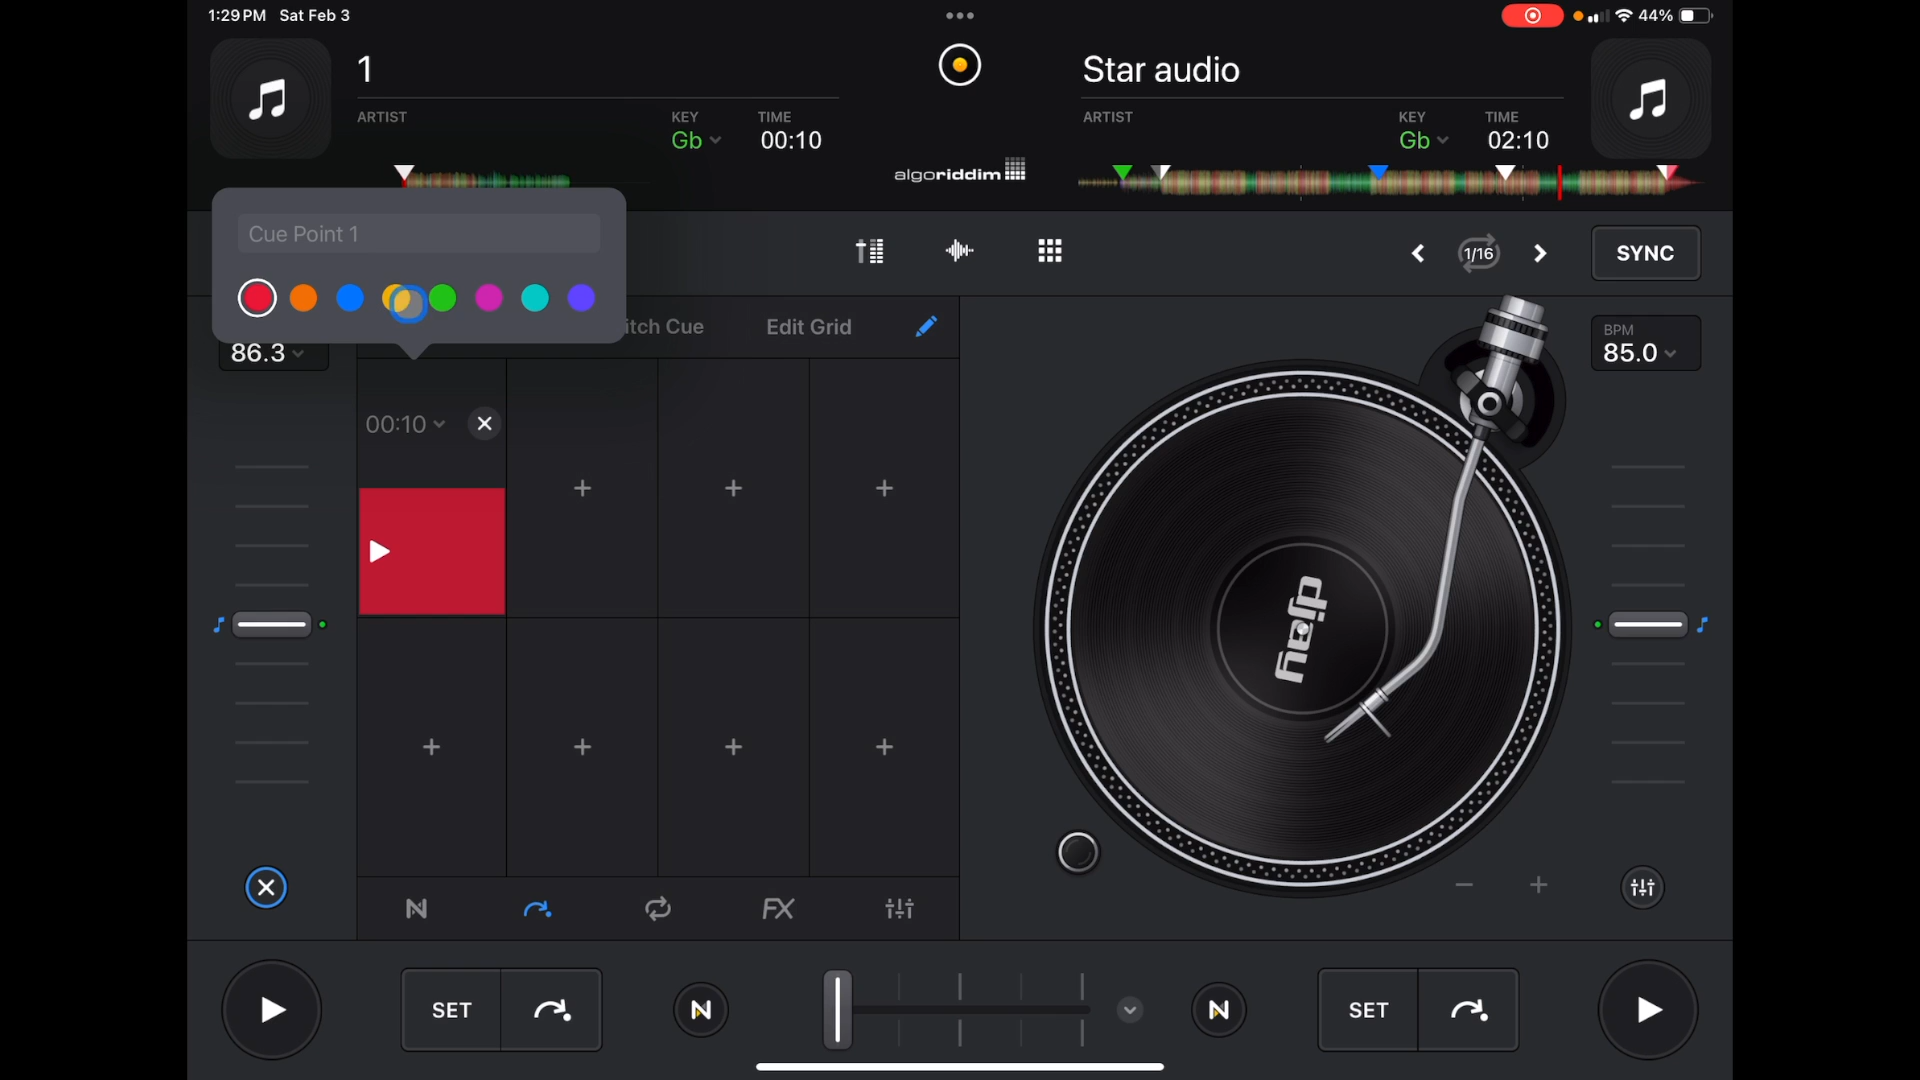 1:29 PM Sat Feb 3
44%
1
Star audio
ARTIST
KEY
TIME
Gb
00:10
ARTIST
KEY
TIME
Gb
02:10
algoriddim
Cue Point 1
1/16
SYNC
itch Cue
Edit Grid
86.3
BPM
85.0
00:10
djay
FX
SET
SET